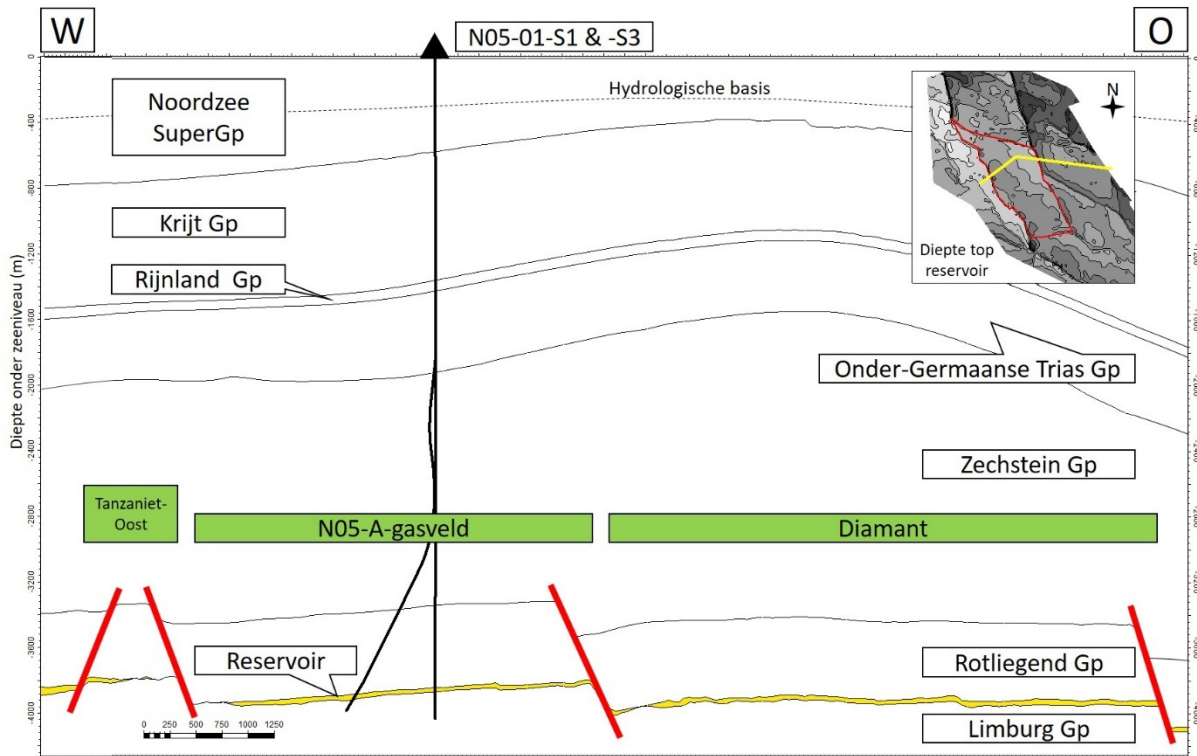 W
N05-01-S1 & -S3
O
0
Noordzee
SuperGp
Hydrologische basis
N
Diepte top
reservoir
-400
-800
Krijt Gp
-1200
Rijnland Gp
-1600
Onder-Germaanse Trias Gp
-2000
Diepte onder zeeniveau (m)
-2400
Zechstein Gp
Tanzaniet-
Oost
N05-A-gasveld
Diamant
-2800
-3200
-3600
Reservoir
Rotliegend Gp
-4000
0 250 500 750 1000 1250
Limburg Gp